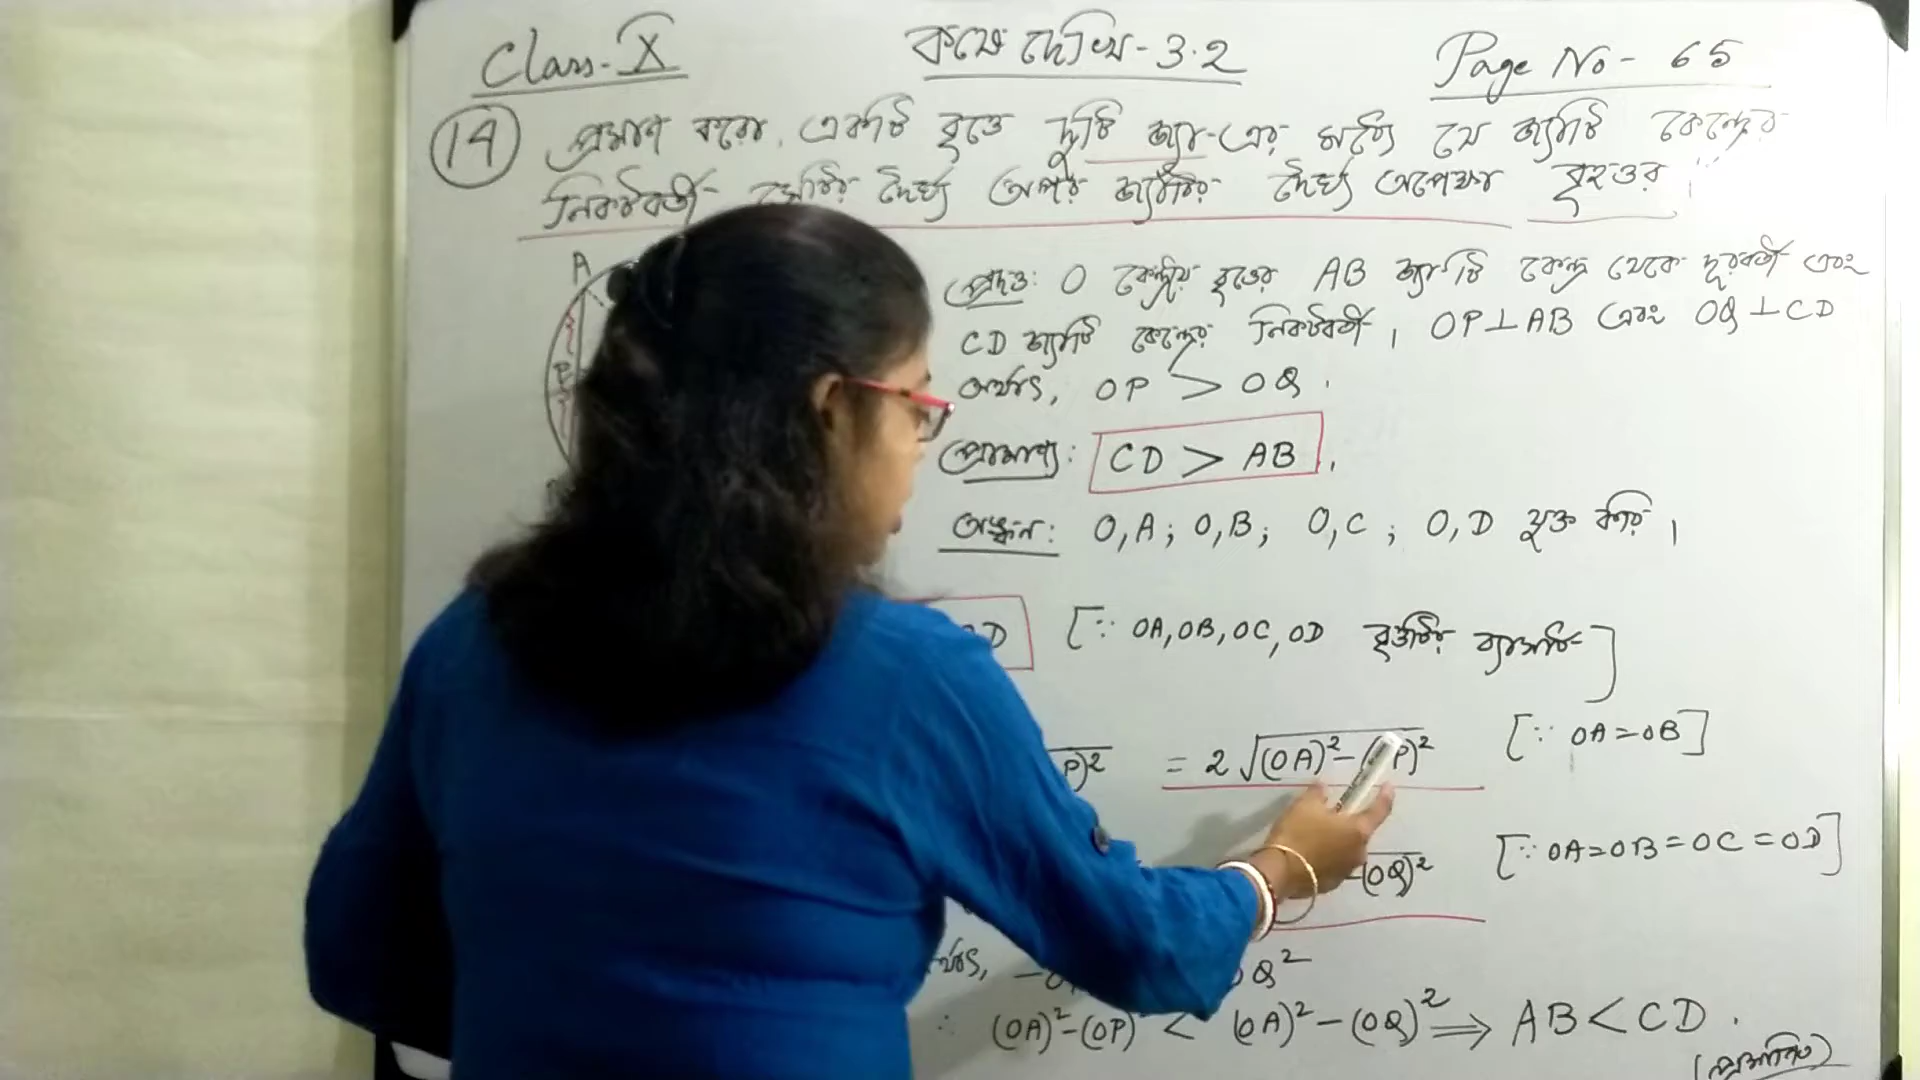 Class-X
কষে দেখি-3.2
Page No- 65
14 প্রমাণ করো, একটি বৃত্তে দুটি জ্যা-এর মধ্যে যে জ্যাটি কেন্দ্রের
নিকটবর্তী সেটির দৈর্ঘ্য অপর জ্যাটির দৈর্ঘ্য অপেক্ষা বৃহত্তর।
A
P
প্রদত্ত: O কেন্দ্রীয় বৃত্তের AB জ্যাটি কেন্দ্র থেকে দূরবর্তী এবং
CD জ্যাটি কেন্দ্রের নিকটবর্তী, OP⊥AB এবং OQ⊥CD
অর্থাৎ, OP > OQ.
প্রামাণ্য: CD > AB.
অঙ্কন: O,A; O,B; O,C; O,D যুক্ত করি।
D [∵ OA,OB,OC,OD বৃত্তটির ব্যাসার্ধ]
P)² = 2√(OA)²-( P)² [∵ OA=OB]
-(OQ)² [∵ OA=OB=OC=OD]
Q²
∴ (OA)²-(OP)² < (OA)²-(OQ)² ⟹ AB<CD.
(প্রমাণিত)